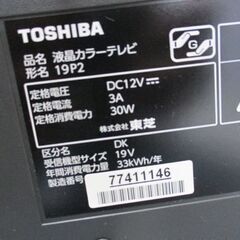 TOSHIBA
品名 液晶カラーテレビ
形名 19P2
定格電圧 DC12V ⎓
定格電流 3A
定格消費電力 30W
株式会社 東芝
区分名 DK
受信機型サイズ 19V
年間消費電力量 33kWh/年
製造番号 77411146